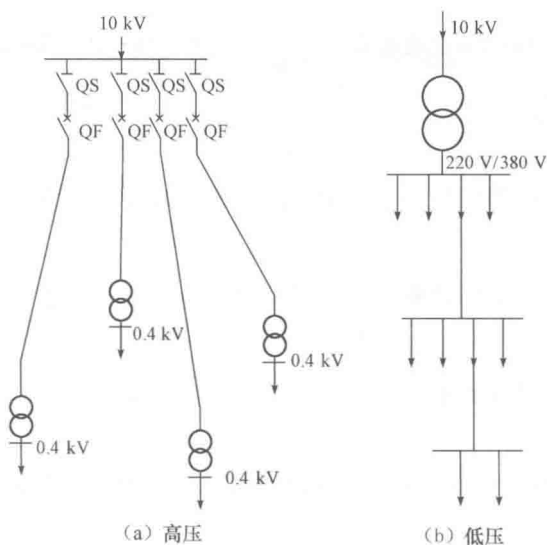 10 kV
QS QS QS QS
QF QF QF QF
0.4 kV
0.4 kV
0.4 kV
0.4 kV
(a) 高压
10 kV
220 V/380 V
(b) 低压